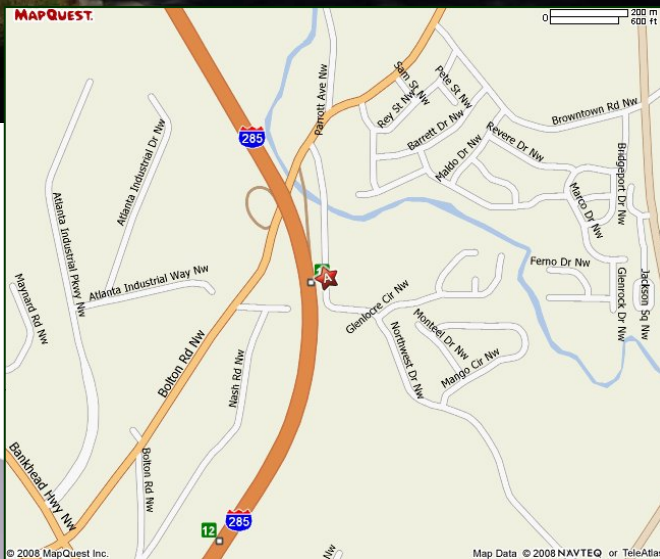 MAPQUEST.
0
200 m
600 ft
285
Parrott Ave Nw
Sam St Nw
Pete St Nw
Rey St Nw
Browntown Rd Nw
Barrett Dr Nw
Revere Dr Nw
Maldo Dr Nw
Bridgeport Dr Nw
Marco Dr Nw
Atlanta Industrial Dr Nw
Atlanta Industrial Pkwy Nw
Atlanta Industrial Way Nw
Maynard Rd Nw
A
Ferno Dr Nw
Glenrock Dr Nw
Jackson Sq Nw
Glenlocre Cir Nw
Monteel Dr Nw
Northwest Dr Nw
Mango Cir Nw
Bolton Rd Nw
Nash Rd Nw
Bolton Rd Nw
Bankhead Hwy Nw
12
285
Nw
© 2008 MapQuest Inc.
Map Data © 2008 NAVTEQ or TeleAtlas